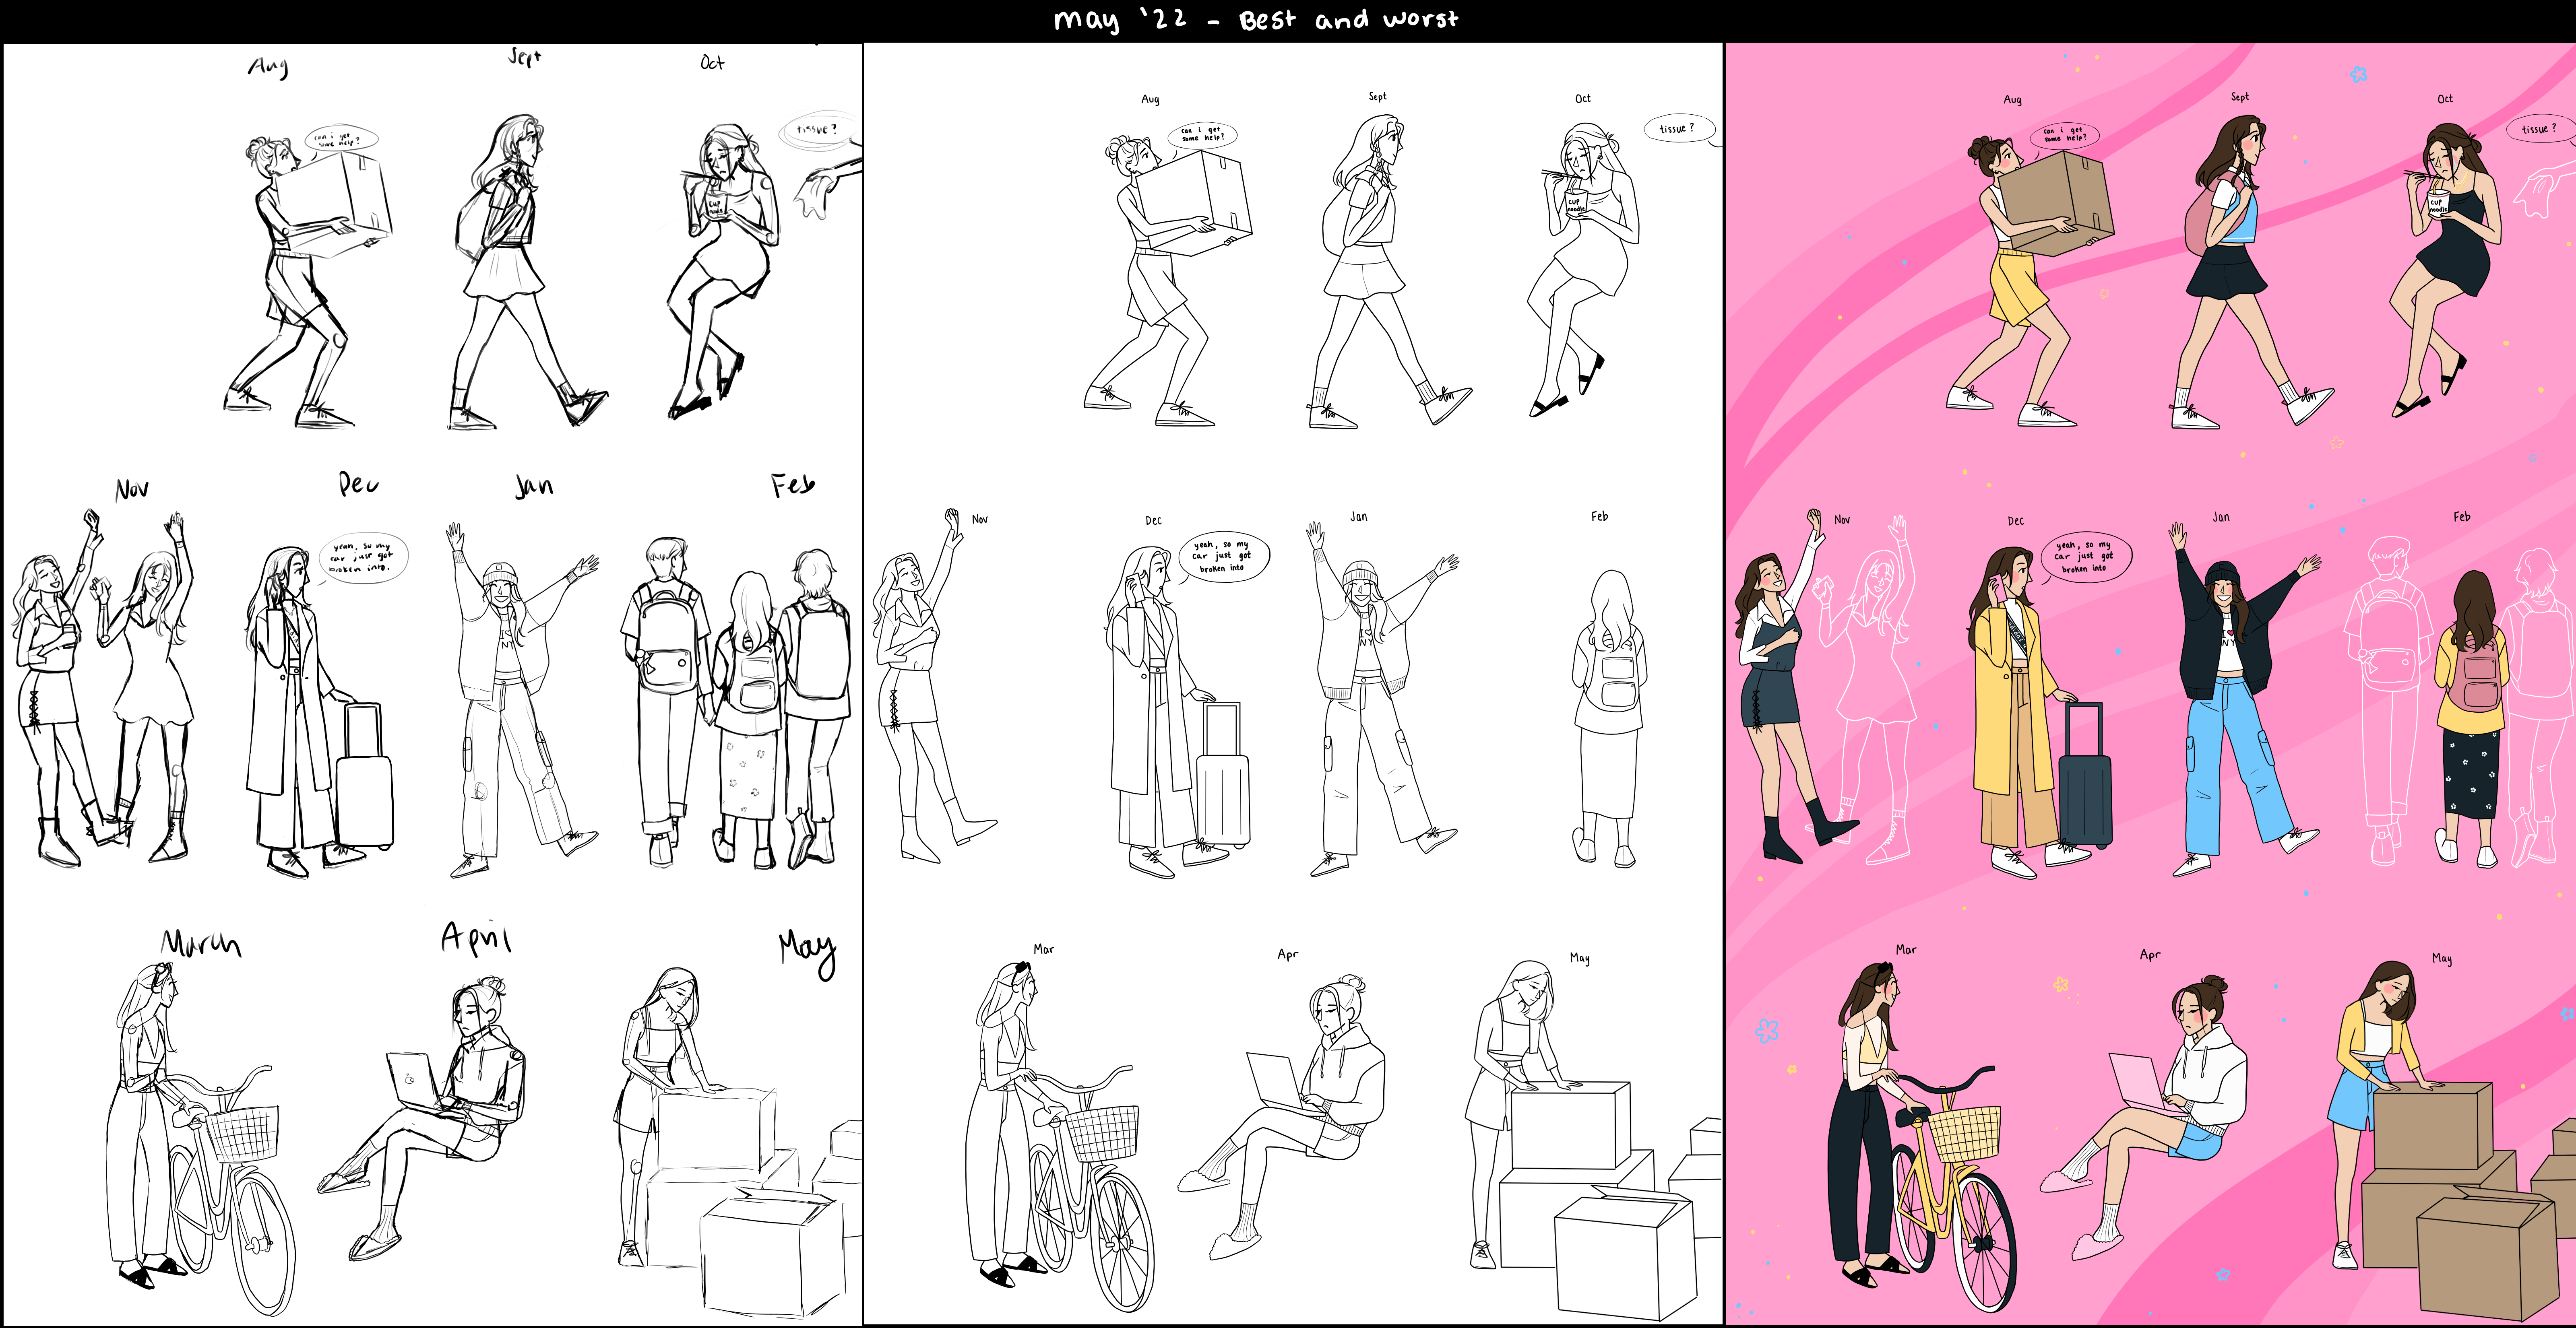 may '22 - Best and worst
Aug
Sept
Oct
can i get
some help?
tissue?
CUP
noodle
Nov
Dec
Jan
Feb
yeah, so my
car just got
broken into.
I ♥
NY
March
April
May
Aug
Sept
Oct
can i get
some help?
tissue?
CUP
noodle
Nov
Dec
Jan
Feb
yeah, so my
car just got
broken into
I ♥
NY
Mar
Apr
May
Aug
Sept
Oct
can i get
some help?
tissue?
CUP
noodle
Nov
Dec
Jan
Feb
yeah, so my
car just got
broken into
I ♥
NY
Mar
Apr
May